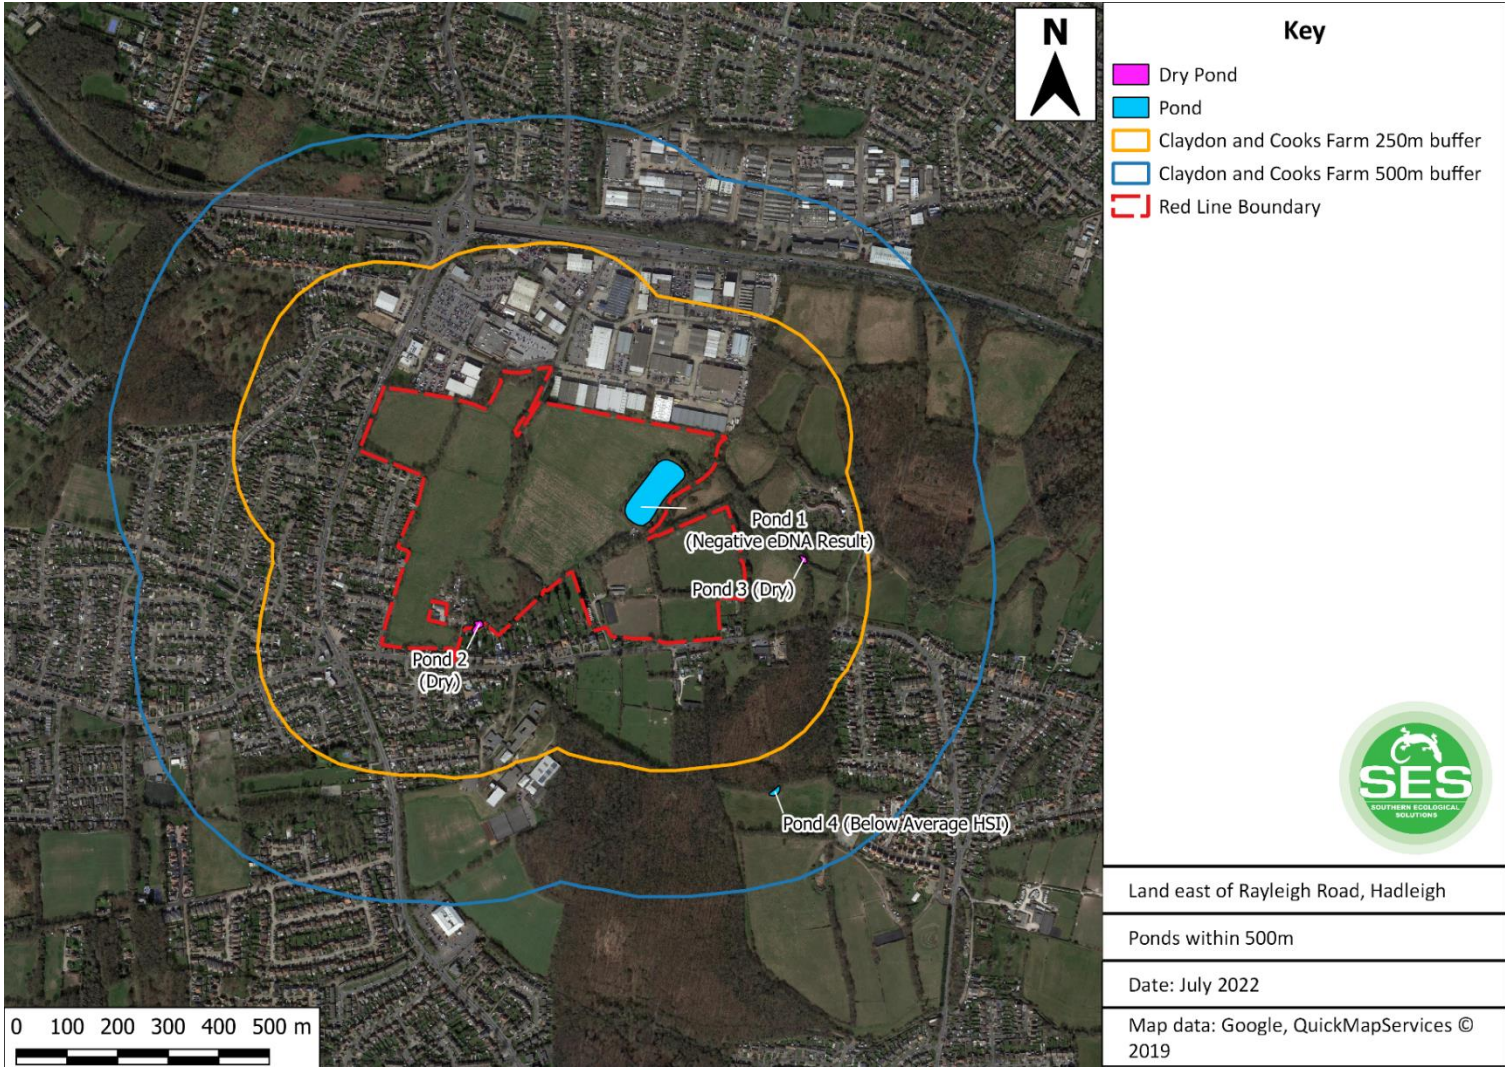 N
Key
Dry Pond
Pond
Claydon and Cooks Farm 250m buffer
Claydon and Cooks Farm 500m buffer
Red Line Boundary
Pond 1
(Negative eDNA Result)
Pond 3 (Dry)
Pond 2
(Dry)
Pond 4 (Below Average HSI)
SES
SOUTHERN ECOLOGICAL
SOLUTIONS
Land east of Rayleigh Road, Hadleigh
Ponds within 500m
Date: July 2022
Map data: Google, QuickMapServices ©
2019
0 100 200 300 400 500 m